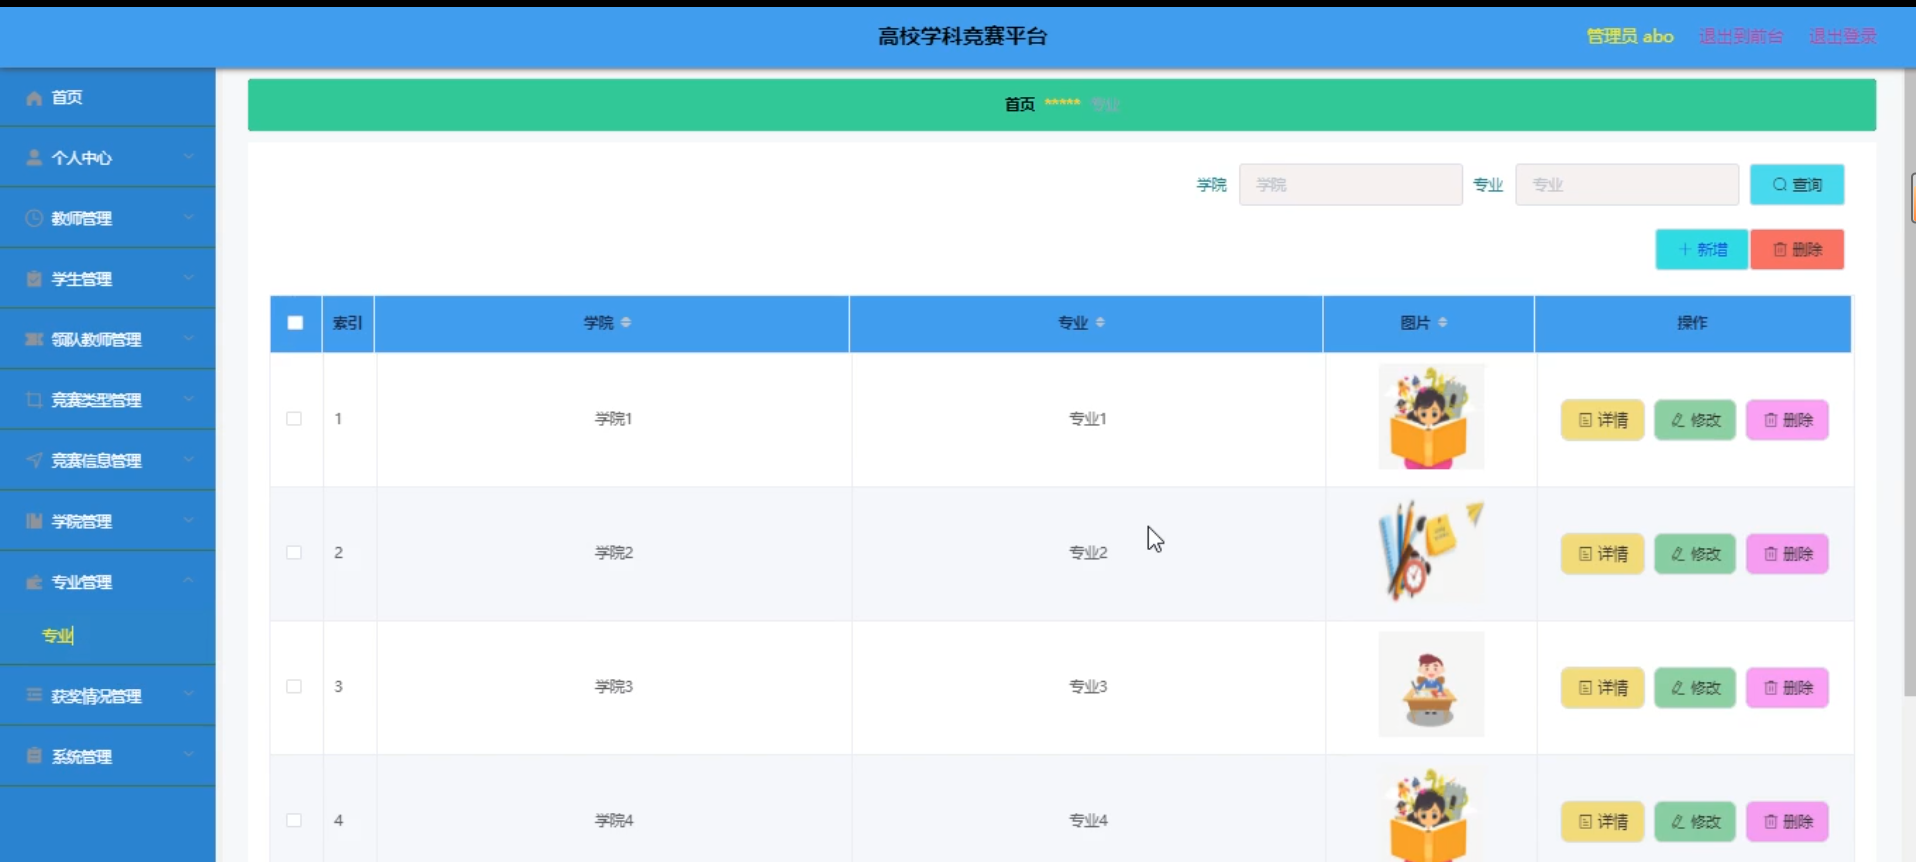 高校学科竞赛平台
管理员 abo 退出到前台 退出登录
首页
个人中心
教师管理
学生管理
领队教师管理
竞赛类型管理
竞赛信息管理
学院管理
专业管理
专业
获奖情况管理
系统管理
首页 ***** 专业
学院 学院 专业 专业 查询
+ 新增 删除
索引 学院 专业 图片 操作
1 学院1 专业1 详情 修改 删除
2 学院2 专业2 详情 修改 删除
3 学院3 专业3 详情 修改 删除
4 学院4 专业4 详情 修改 删除